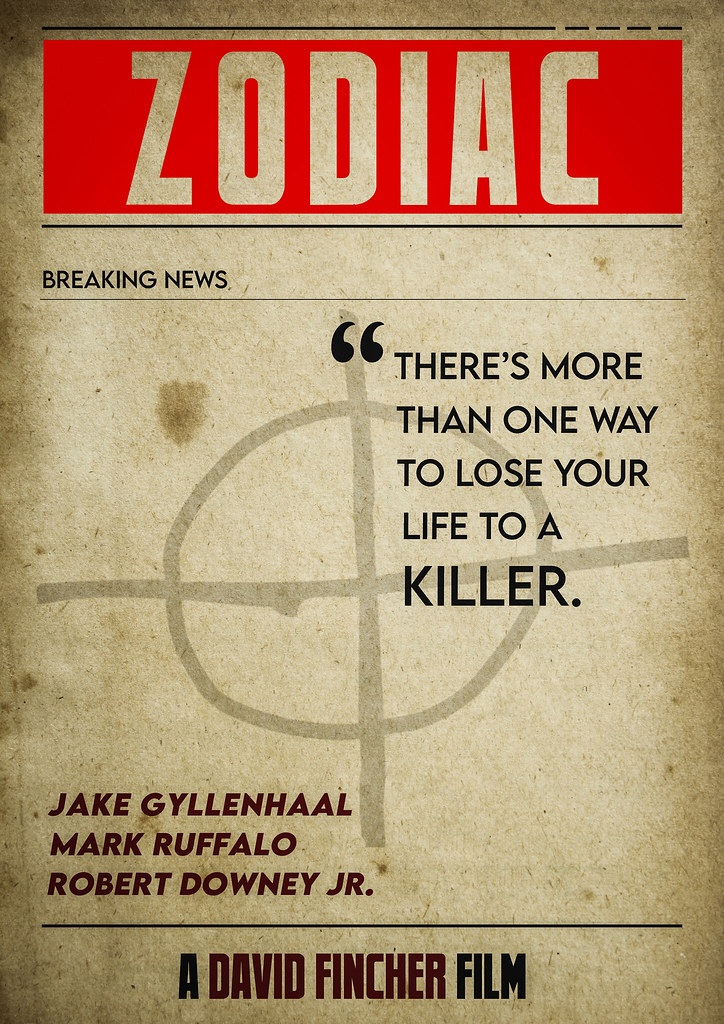 ZODIAC
BREAKING NEWS
“THERE’S MORE
THAN ONE WAY
TO LOSE YOUR
LIFE TO A
KILLER.
JAKE GYLLENHAAL
MARK RUFFALO
ROBERT DOWNEY JR.
A DAVID FINCHER FILM